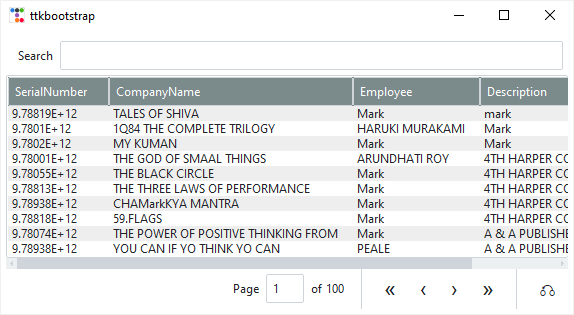 ttkbootstrap
Search
SerialNumber CompanyName Employee Description
9.78819E+12 TALES OF SHIVA Mark mark
9.7801E+12 1Q84 THE COMPLETE TRILOGY HARUKI MURAKAMI Mark
9.7802E+12 MY KUMAN Mark Mark
9.78001E+12 THE GOD OF SMAAL THINGS ARUNDHATI ROY 4TH HARPER CO
9.78055E+12 THE BLACK CIRCLE Mark 4TH HARPER CO
9.78813E+12 THE THREE LAWS OF PERFORMANCE Mark 4TH HARPER CO
9.78938E+12 CHAMarkKYA MANTRA Mark 4TH HARPER CO
9.78818E+12 59.FLAGS Mark 4TH HARPER CO
9.78074E+12 THE POWER OF POSITIVE THINKING FROM Mark A & A PUBLISHE
9.78938E+12 YOU CAN IF YO THINK YO CAN PEALE A & A PUBLISHE
Page 1 of 100 « ‹ › »